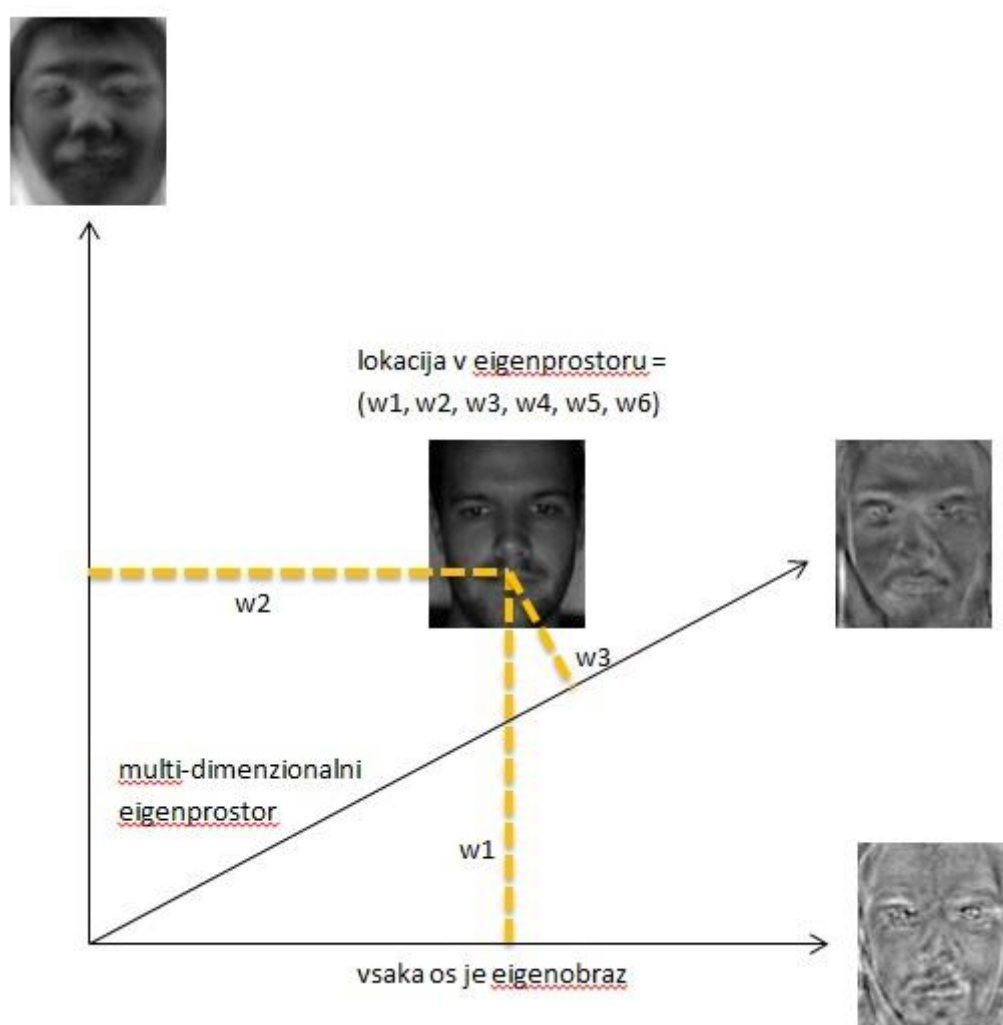 lokacija v eigenprostoru =
(w1, w2, w3, w4, w5, w6)
w2
w3
multi-dimenzionalni
eigenprostor
w1
vsaka os je eigenobraz